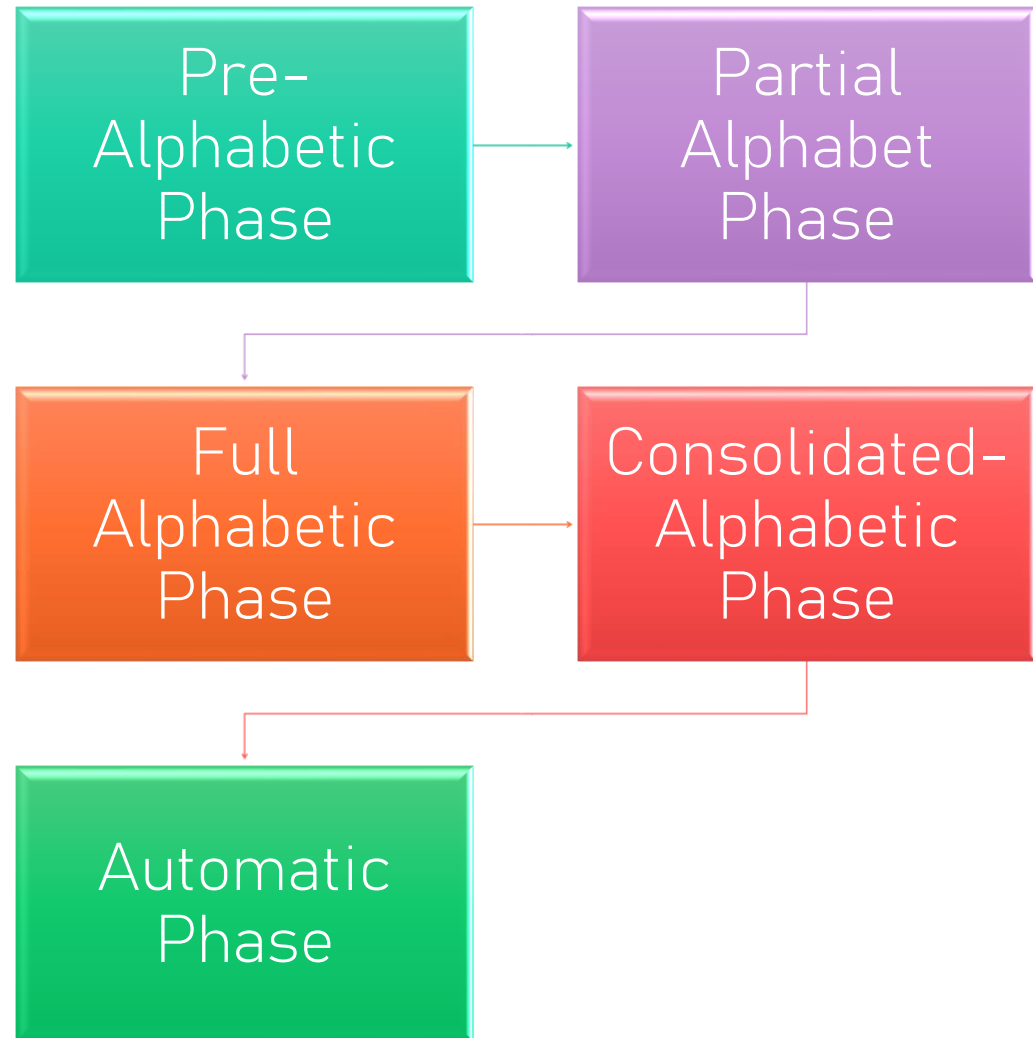 Pre-
Alphabetic
Phase
Partial
Alphabet
Phase
Full
Alphabetic
Phase
Consolidated-
Alphabetic
Phase
Automatic
Phase